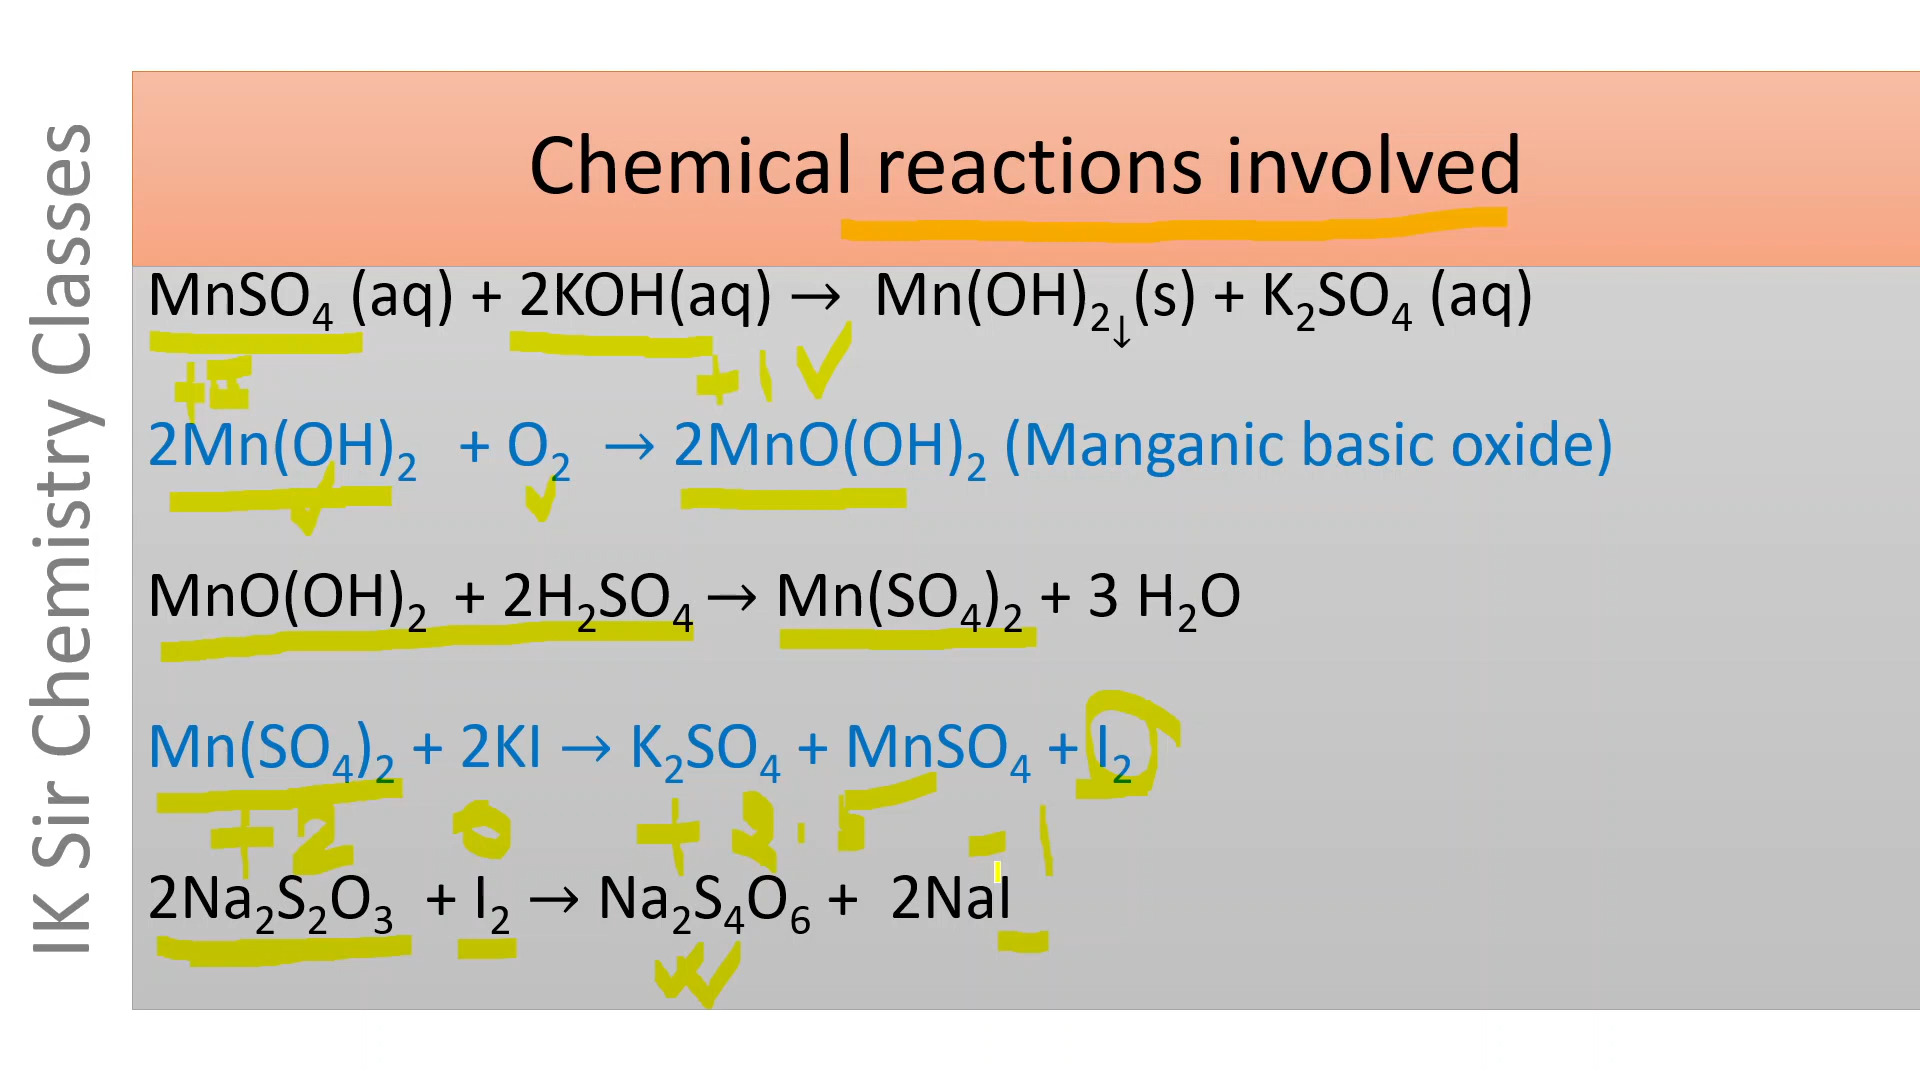 IK Sir Chemistry Classes
Chemical reactions involved
MnSO₄ (aq) + 2KOH(aq) → Mn(OH)₂↓(s) + K₂SO₄ (aq)
+II +1
2Mn(OH)₂ + O₂ → 2MnO(OH)₂ (Manganic basic oxide)
MnO(OH)₂ + 2H₂SO₄ → Mn(SO₄)₂ + 3 H₂O
Mn(SO₄)₂ + 2KI → K₂SO₄ + MnSO₄ + I₂
+2 0 +2.5 -1
2Na₂S₂O₃ + I₂ → Na₂S₄O₆ + 2NaI